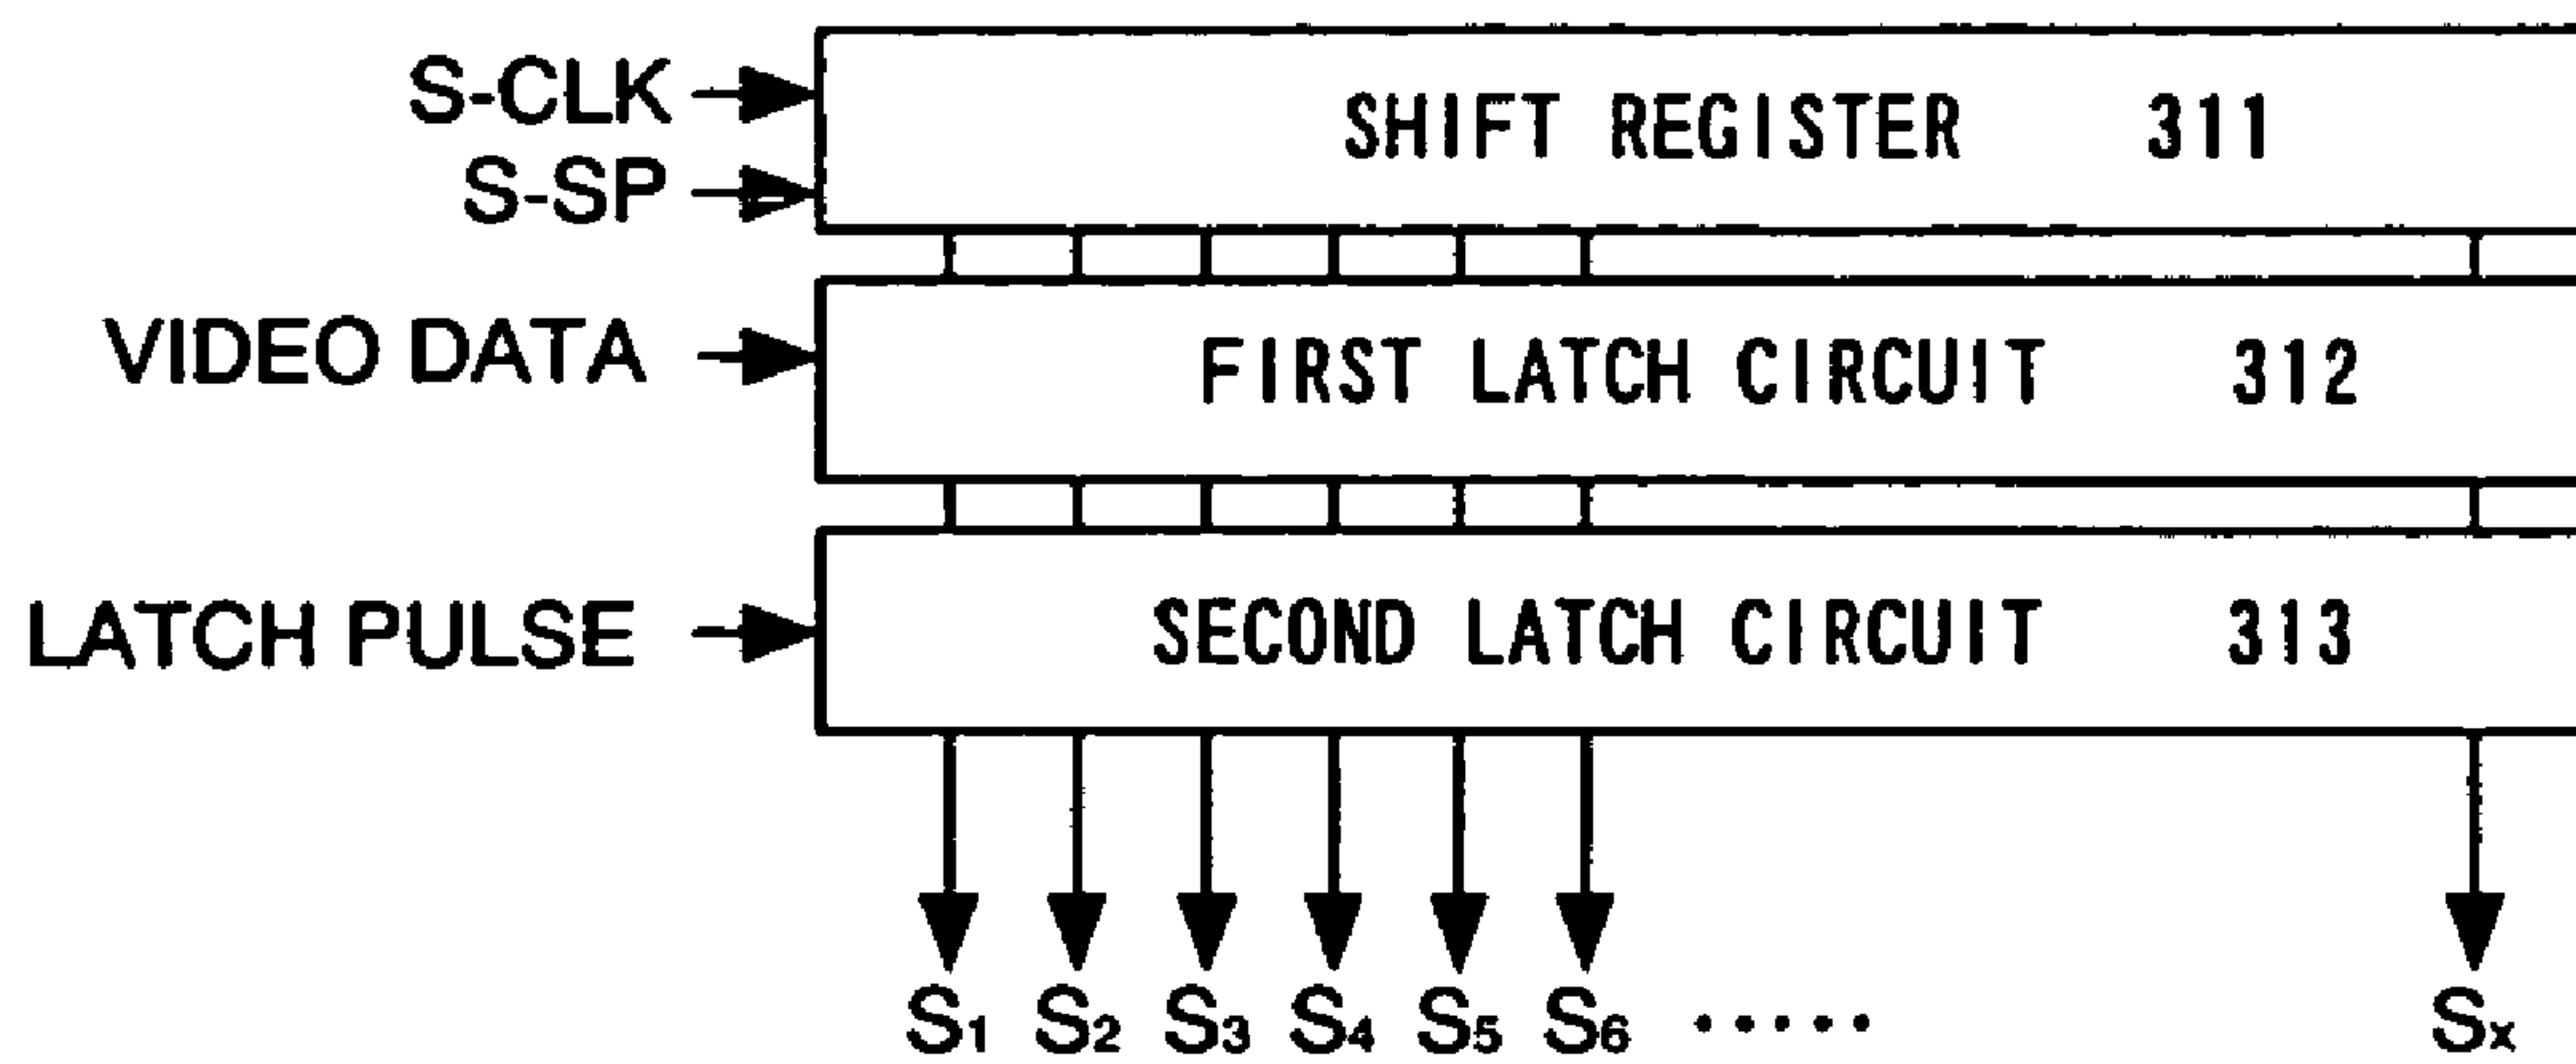 S-CLK
SHIFT REGISTER 311
S-SP
VIDEO DATA
FIRST LATCH CIRCUIT 312
LATCH PULSE
SECOND LATCH CIRCUIT 313
S1 S2 S3 S4 S5 S6 ····· Sx